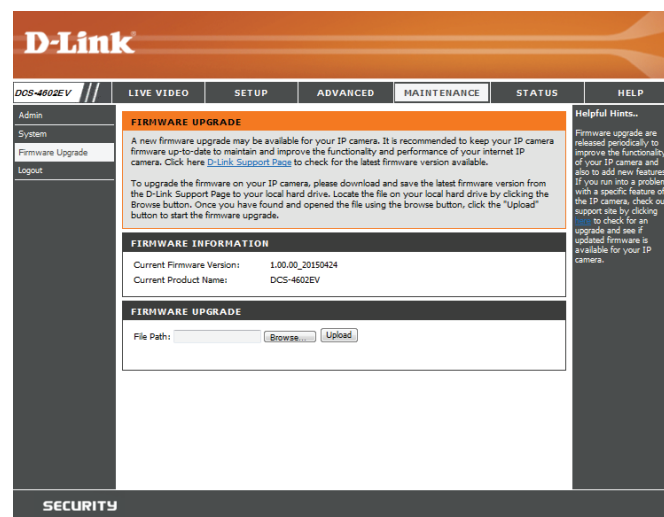 D-Link
DCS-4602EV // LIVE VIDEO SETUP ADVANCED MAINTENANCE STATUS HELP
Admin
System
Firmware Upgrade
Logout
FIRMWARE UPGRADE
A new firmware upgrade may be available for your IP camera. It is recommended to keep your IP camera
firmware up-to-date to maintain and improve the functionality and performance of your internet IP
camera. Click here D-Link Support Page to check for the latest firmware version available.
To upgrade the firmware on your IP camera, please download and save the latest firmware version from
the D-Link Support Page to your local hard drive. Locate the file on your local hard drive by clicking the
Browse button. Once you have found and opened the file using the browse button, click the "Upload"
button to start the firmware upgrade.
FIRMWARE INFORMATION
Current Firmware Version: 1.00.00_20150424
Current Product Name: DCS-4602EV
FIRMWARE UPGRADE
File Path: Browse... Upload
Helpful Hints..
Firmware upgrade are
released periodically to
improve the functionality
of your IP camera and
also to add new features.
If you run into a problem
with a specific feature of
the IP camera, check our
support site by clicking
here to check for an
upgrade and see if
updated firmware is
available for your IP
camera.
SECURITY